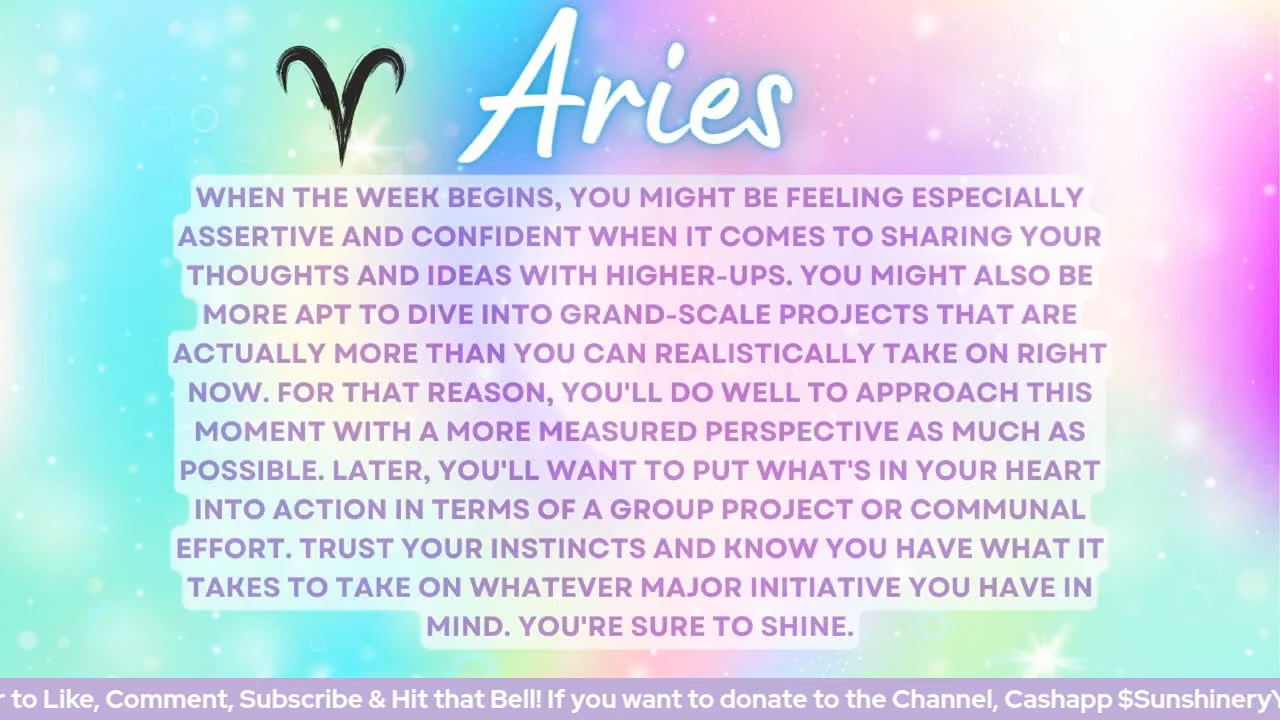 Aries
WHEN THE WEEK BEGINS, YOU MIGHT BE FEELING ESPECIALLY
ASSERTIVE AND CONFIDENT WHEN IT COMES TO SHARING YOUR
THOUGHTS AND IDEAS WITH HIGHER-UPS. YOU MIGHT ALSO BE
MORE APT TO DIVE INTO GRAND-SCALE PROJECTS THAT ARE
ACTUALLY MORE THAN YOU CAN REALISTICALLY TAKE ON RIGHT
NOW. FOR THAT REASON, YOU'LL DO WELL TO APPROACH THIS
MOMENT WITH A MORE MEASURED PERSPECTIVE AS MUCH AS
POSSIBLE. LATER, YOU'LL WANT TO PUT WHAT'S IN YOUR HEART
INTO ACTION IN TERMS OF A GROUP PROJECT OR COMMUNAL
EFFORT. TRUST YOUR INSTINCTS AND KNOW YOU HAVE WHAT IT
TAKES TO TAKE ON WHATEVER MAJOR INITIATIVE YOU HAVE IN
MIND. YOU'RE SURE TO SHINE.
to Like, Comment, Subscribe & Hit that Bell! If you want to donate to the Channel, Cashapp